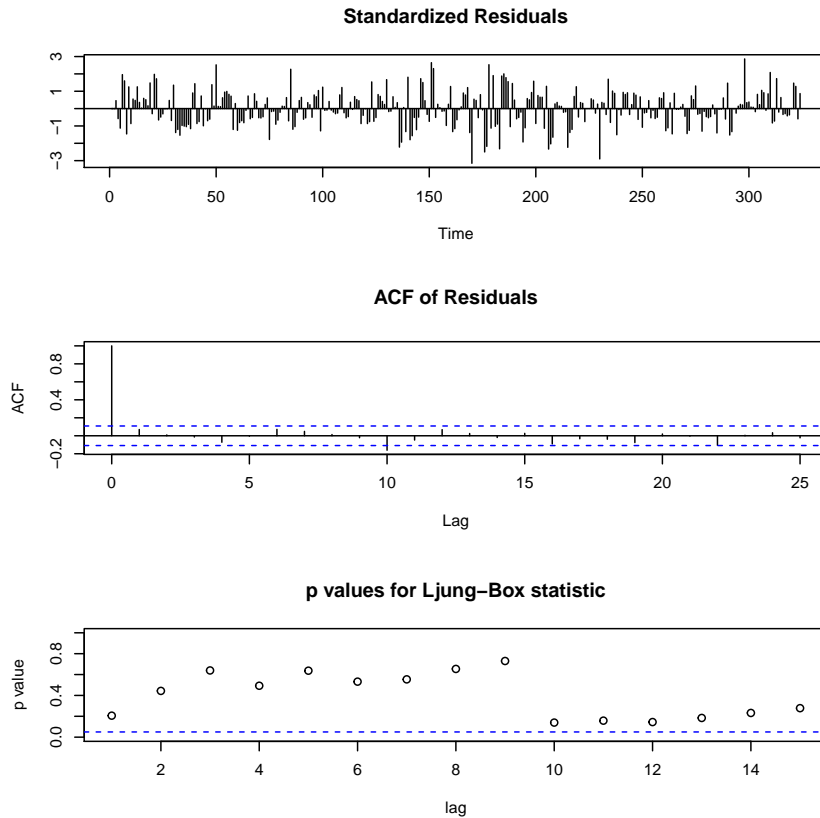 Standardized Residuals
3
1
−1
−3
0 50 100 150 200 250 300
Time
ACF of Residuals
ACF
0.8
0.4
−0.2
0 5 10 15 20 25
Lag
p values for Ljung−Box statistic
p value
0.8
0.4
0.0
2 4 6 8 10 12 14
lag